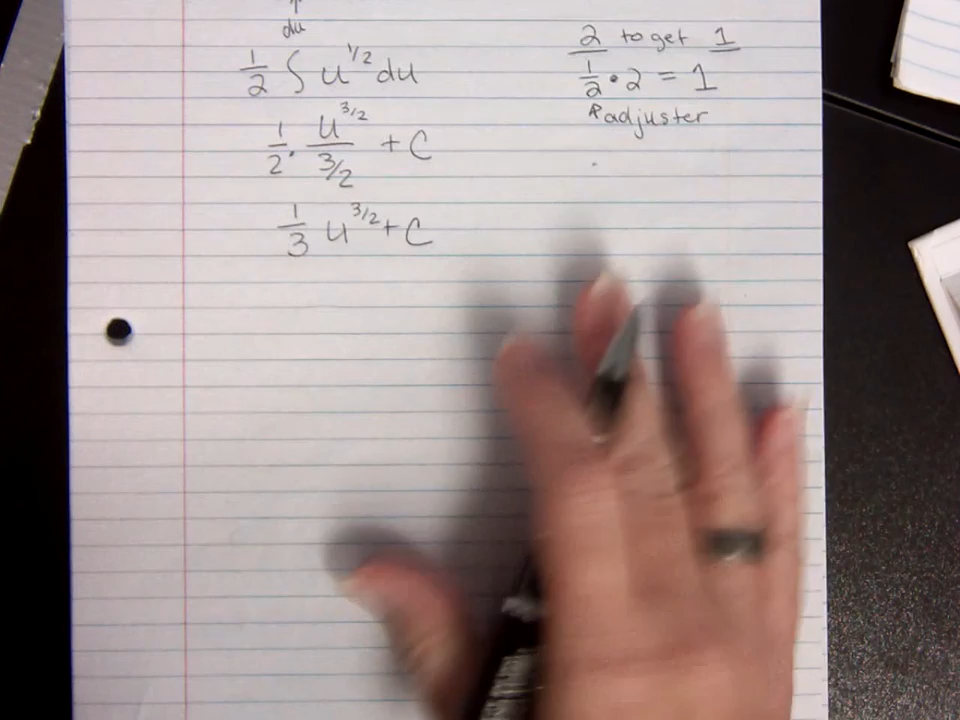 du
1/2 ∫ u^1/2 du
1/2 · u^3/2 / 3/2 + C
1/3 u^3/2 + C
2 to get 1
1/2 · 2 = 1
↑ adjuster